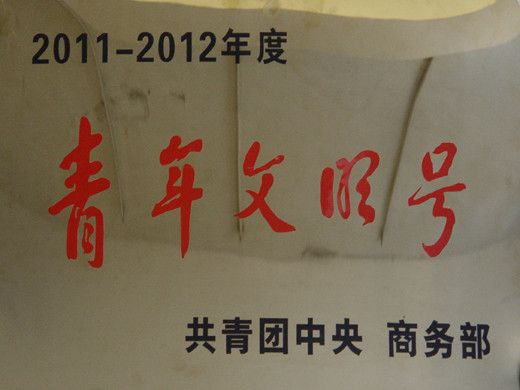 2011-2012年度
青年文明号
共青团中央 商务部